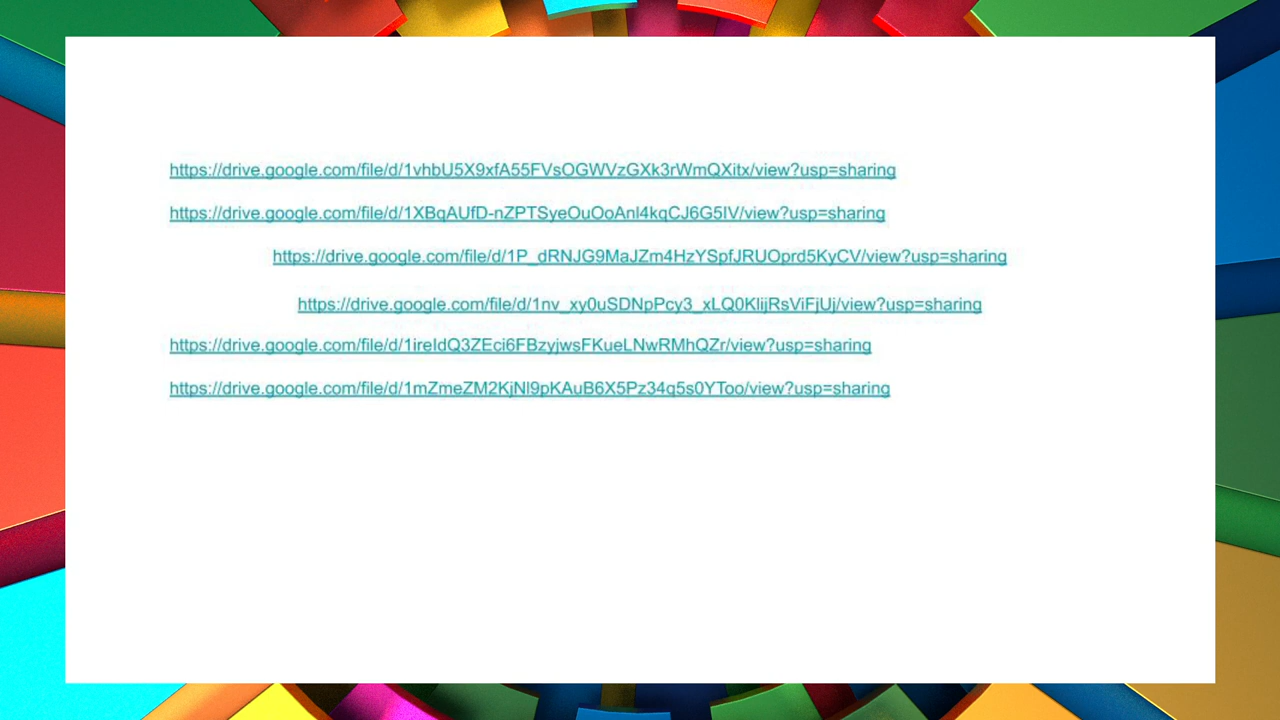 https://drive.google.com/file/d/1vhbU5X9xfA55FVsOGWVzGXk3rWmQXitx/view?usp=sharing
https://drive.google.com/file/d/1XBqAUfD-nZPTSyeOuOoAnl4kqCJ6G5IV/view?usp=sharing
https://drive.google.com/file/d/1P_dRNJG9MaJZm4HzYSpfJRUOprd5KyCV/view?usp=sharing
https://drive.google.com/file/d/1nv_xy0uSDNpPcy3_xLQ0KlijRsViFjUj/view?usp=sharing
https://drive.google.com/file/d/1ireIdQ3ZEci6FBzyjwsFKueLNwRMhQZr/view?usp=sharing
https://drive.google.com/file/d/1mZmeZM2KjNl9pKAuB6X5Pz34q5s0YToo/view?usp=sharing